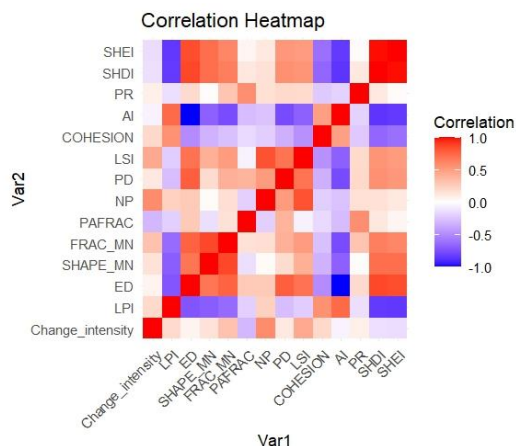 Correlation Heatmap
SHEI
SHDI
PR
AI
COHESION
LSI
PD
NP
PAFRAC
FRAC_MN
SHAPE_MN
ED
LPI
Change_intensity
Var2
Change_intensity
LPI
ED
SHAPE_MN
FRAC_MN
PAFRAC
NP
PD
LSI
COHESION
AI
PR
SHDI
SHEI
Var1
Correlation
1.0
0.5
0.0
-0.5
-1.0